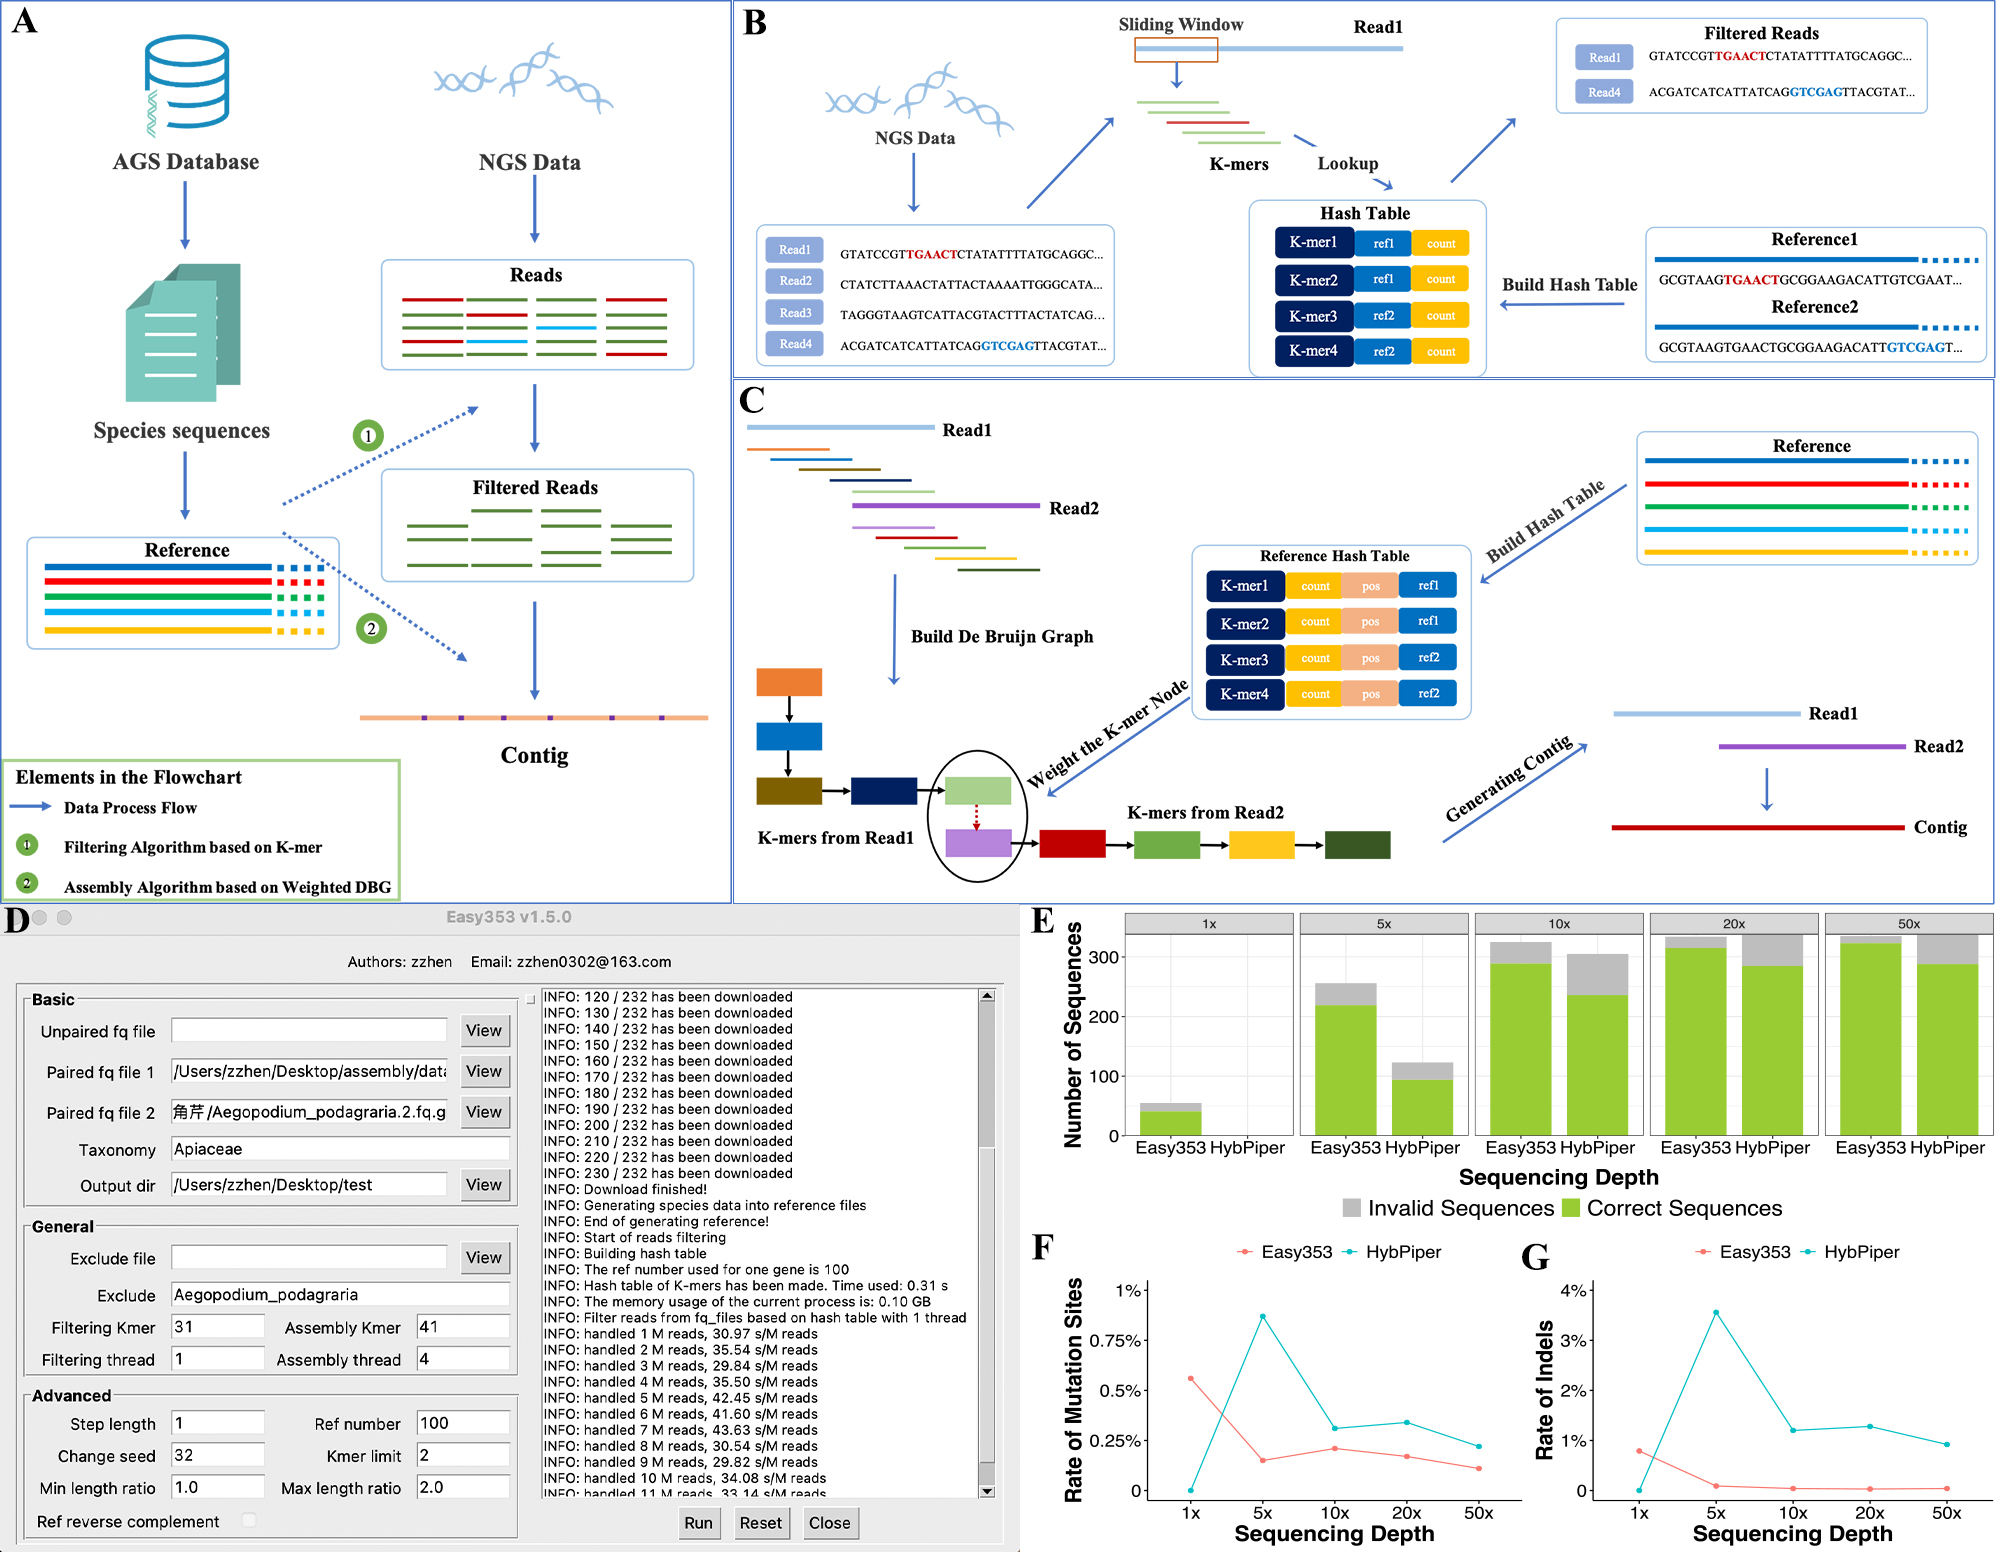 A
AGS Database
NGS Data
Species sequences
Reads
Filtered Reads
Reference
1
2
Contig
Elements in the Flowchart
Data Process Flow
1 Filtering Algorithm based on K-mer
2 Assembly Algorithm based on Weighted DBG
B
NGS Data
Sliding Window
Read1
K-mers
Lookup
Read1 GTATCCGTTGAACTCTATATTTTATGCAGGC...
Read2 CTATCTTAAACTATTACTAAAATTGGGCATA...
Read3 TAGGGTAAGTCATTACGTACTTTACTATCAG...
Read4 ACGATCATCATTATCAGGTCGAGTTACGTAT...
Hash Table
K-mer1 ref1 count
K-mer2 ref1 count
K-mer3 ref2 count
K-mer4 ref2 count
Filtered Reads
Read1 GTATCCGTTGAACTCTATATTTTATGCAGGC...
Read4 ACGATCATCATTATCAGGTCGAGTTACGTAT...
Build Hash Table
Reference1
GCGTAAGTGAACTGCGGAAGACATTGTCGAAT...
Reference2
GCGTAAGTGAACTGCGGAAGACATTGTCGAGT...
C
Read1
Read2
Build De Bruijn Graph
K-mers from Read1
K-mers from Read2
Weight the K-mer Node
Reference Hash Table
K-mer1 count pos ref1
K-mer2 count pos ref1
K-mer3 count pos ref2
K-mer4 count pos ref2
Build Hash Table
Reference
Generating Contig
Read1
Read2
Contig
D
Easy353 v1.5.0
Authors: zzhen Email: zzhen0302@163.com
Basic
Unpaired fq file View
Paired fq file 1 /Users/zzhen/Desktop/assembly/data View
Paired fq file 2 角芹/Aegopodium_podagraria.2.fq.g View
Taxonomy Apiaceae
Output dir /Users/zzhen/Desktop/test View
General
Exclude file View
Exclude Aegopodium_podagraria
Filtering Kmer 31 Assembly Kmer 41
Filtering thread 1 Assembly thread 4
Advanced
Step length 1 Ref number 100
Change seed 32 Kmer limit 2
Min length ratio 1.0 Max length ratio 2.0
Ref reverse complement
INFO: 120 / 232 has been downloaded
INFO: 130 / 232 has been downloaded
INFO: 140 / 232 has been downloaded
INFO: 150 / 232 has been downloaded
INFO: 160 / 232 has been downloaded
INFO: 170 / 232 has been downloaded
INFO: 180 / 232 has been downloaded
INFO: 190 / 232 has been downloaded
INFO: 200 / 232 has been downloaded
INFO: 210 / 232 has been downloaded
INFO: 220 / 232 has been downloaded
INFO: 230 / 232 has been downloaded
INFO: Download finished!
INFO: Generating species data into reference files
INFO: End of generating reference!
INFO: Start of reads filtering
INFO: Building hash table
INFO: The ref number used for one gene is 100
INFO: Hash table of K-mers has been made. Time used: 0.31 s
INFO: The memory usage of the current process is: 0.10 GB
INFO: Filter reads from fq_files based on hash table with 1 thread
INFO: handled 1 M reads, 30.97 s/M reads
INFO: handled 2 M reads, 35.54 s/M reads
INFO: handled 3 M reads, 29.84 s/M reads
INFO: handled 4 M reads, 35.50 s/M reads
INFO: handled 5 M reads, 42.45 s/M reads
INFO: handled 6 M reads, 41.60 s/M reads
INFO: handled 7 M reads, 43.63 s/M reads
INFO: handled 8 M reads, 30.54 s/M reads
INFO: handled 9 M reads, 29.82 s/M reads
INFO: handled 10 M reads, 34.08 s/M reads
INFO: handled 11 M reads, 33.14 s/M reads
Run Reset Close
E
1x 5x 10x 20x 50x
Number of Sequences
300
200
100
0
Easy353 HybPiper Easy353 HybPiper Easy353 HybPiper Easy353 HybPiper Easy353 HybPiper
Sequencing Depth
Invalid Sequences Correct Sequences
F
Easy353 HybPiper
Rate of Mutation Sites
1%
0.75%
0.5%
0.25%
0
1x 5x 10x 20x 50x
Sequencing Depth
G
Easy353 HybPiper
Rate of Indels
4%
3%
2%
1%
0
1x 5x 10x 20x 50x
Sequencing Depth